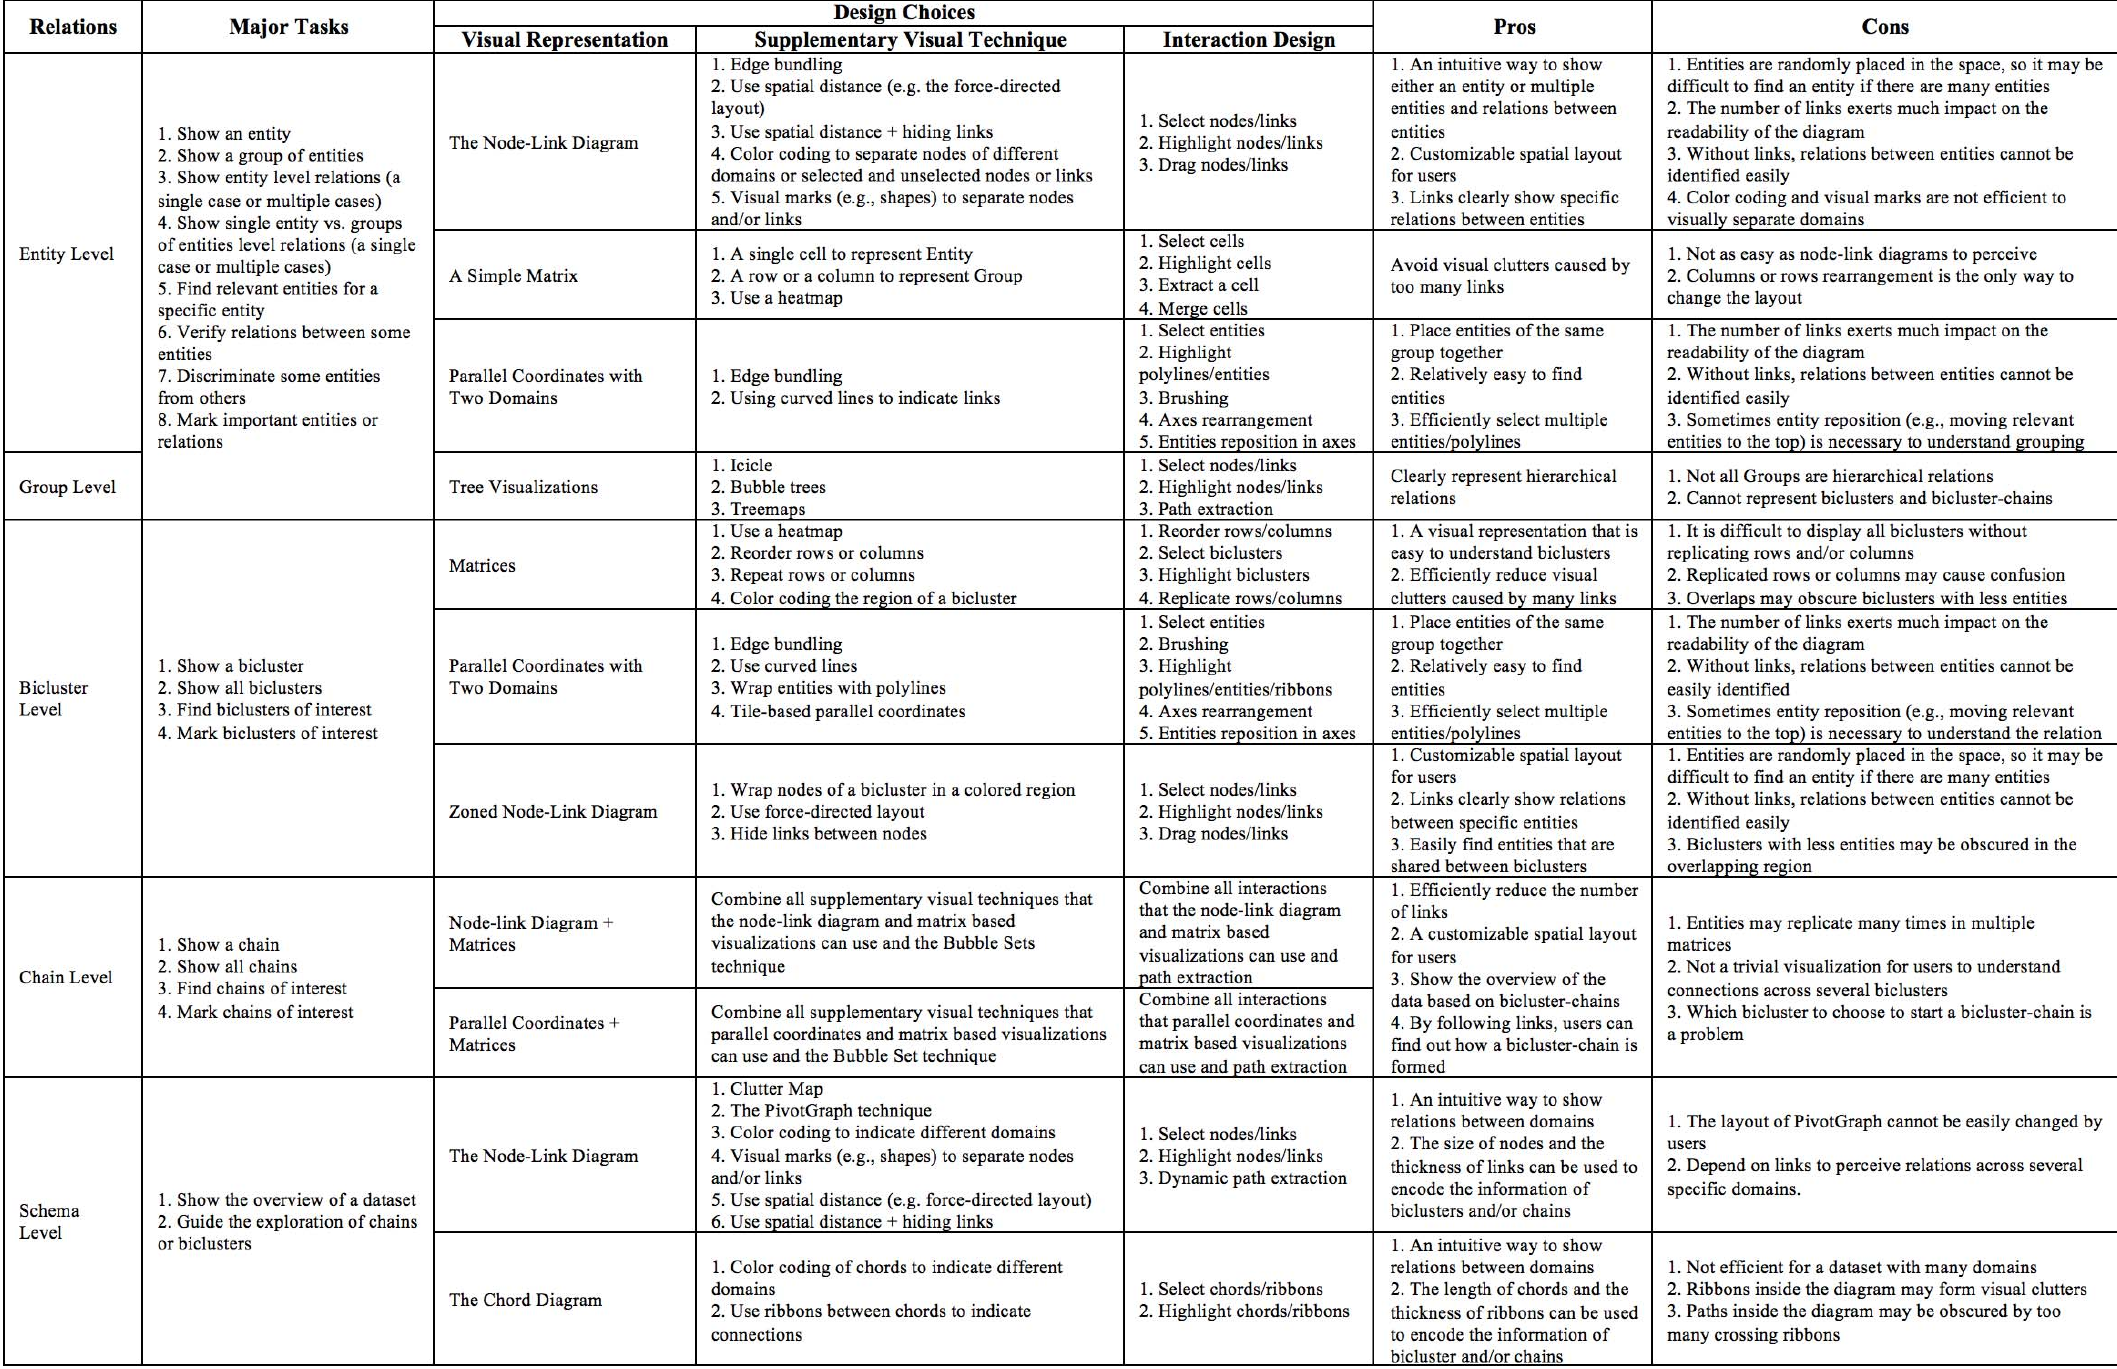 Relations
Major Tasks
Design Choices
Visual Representation
Supplementary Visual Technique
Interaction Design
Pros
Cons
Entity Level
1. Show an entity
2. Show a group of entities
3. Show entity level relations (a
single case or multiple cases)
4. Show single entity vs. groups
of entities level relations (a single
case or multiple cases)
5. Find relevant entities for a
specific entity
6. Verify relations between some
entities
7. Discriminate some entities
from others
8. Mark important entities or
relations
The Node-Link Diagram
1. Edge bundling
2. Use spatial distance (e.g. the force-directed
layout)
3. Use spatial distance + hiding links
4. Color coding to separate nodes of different
domains or selected and unselected nodes or links
5. Visual marks (e.g., shapes) to separate nodes
and/or links
1. Select nodes/links
2. Highlight nodes/links
3. Drag nodes/links
1. An intuitive way to show
either an entity or multiple
entities and relations between
entities
2. Customizable spatial layout
for users
3. Links clearly show specific
relations between entities
1. Entities are randomly placed in the space, so it may be
difficult to find an entity if there are many entities
2. The number of links exerts much impact on the
readability of the diagram
3. Without links, relations between entities cannot be
identified easily
4. Color coding and visual marks are not efficient to
visually separate domains
A Simple Matrix
1. A single cell to represent Entity
2. A row or a column to represent Group
3. Use a heatmap
1. Select cells
2. Highlight cells
3. Extract a cell
4. Merge cells
Avoid visual clutters caused by
too many links
1. Not as easy as node-link diagrams to perceive
2. Columns or rows rearrangement is the only way to
change the layout
Parallel Coordinates with
Two Domains
1. Edge bundling
2. Using curved lines to indicate links
1. Select entities
2. Highlight
polylines/entities
3. Brushing
4. Axes rearrangement
5. Entities reposition in axes
1. Place entities of the same
group together
2. Relatively easy to find
entities
3. Efficiently select multiple
entities/polylines
1. The number of links exerts much impact on the
readability of the diagram
2. Without links, relations between entities cannot be
identified easily
3. Sometimes entity reposition (e.g., moving relevant
entities to the top) is necessary to understand grouping
Group Level
Tree Visualizations
1. Icicle
2. Bubble trees
3. Treemaps
1. Select nodes/links
2. Highlight nodes/links
3. Path extraction
Clearly represent hierarchical
relations
1. Not all Groups are hierarchical relations
2. Cannot represent biclusters and bicluster-chains
Bicluster
Level
1. Show a bicluster
2. Show all biclusters
3. Find biclusters of interest
4. Mark biclusters of interest
Matrices
1. Use a heatmap
2. Reorder rows or columns
3. Repeat rows or columns
4. Color coding the region of a bicluster
1. Reorder rows/columns
2. Select biclusters
3. Highlight biclusters
4. Replicate rows/columns
1. A visual representation that is
easy to understand biclusters
2. Efficiently reduce visual
clutters caused by many links
1. It is difficult to display all biclusters without
replicating rows and/or columns
2. Replicated rows or columns may cause confusion
3. Overlaps may obscure biclusters with less entities
Parallel Coordinates with
Two Domains
1. Edge bundling
2. Use curved lines
3. Wrap entities with polylines
4. Tile-based parallel coordinates
1. Select entities
2. Brushing
3. Highlight
polylines/entities/ribbons
4. Axes rearrangement
5. Entities reposition in axes
1. Place entities of the same
group together
2. Relatively easy to find
entities
3. Efficiently select multiple
entities/polylines
1. The number of links exerts much impact on the
readability of the diagram
2. Without links, relations between entities cannot be
easily identified
3. Sometimes entity reposition (e.g., moving relevant
entities to the top) is necessary to understand the relation
Zoned Node-Link Diagram
1. Wrap nodes of a bicluster in a colored region
2. Use force-directed layout
3. Hide links between nodes
1. Select nodes/links
2. Highlight nodes/links
3. Drag nodes/links
1. Customizable spatial layout
for users
2. Links clearly show relations
between specific entities
3. Easily find entities that are
shared between biclusters
1. Entities are randomly placed in the space, so it may be
difficult to find an entity if there are many entities
2. Without links, relations between entities cannot be
identified easily
3. Biclusters with less entities may be obscured in the
overlapping region
Chain Level
1. Show a chain
2. Show all chains
3. Find chains of interest
4. Mark chains of interest
Node-link Diagram +
Matrices
Combine all supplementary visual techniques that
the node-link diagram and matrix based
visualizations can use and the Bubble Sets
technique
Combine all interactions
that the node-link diagram
and matrix based
visualizations can use and
path extraction
1. Efficiently reduce the number
of links
2. A customizable spatial layout
for users
3. Show the overview of the
data based on bicluster-chains
4. By following links, users can
find out how a bicluster-chain is
formed
1. Entities may replicate many times in multiple
matrices
2. Not a trivial visualization for users to understand
connections across several biclusters
3. Which bicluster to choose to start a bicluster-chain is
a problem
Parallel Coordinates +
Matrices
Combine all supplementary visual techniques that
parallel coordinates and matrix based visualizations
can use and the Bubble Set technique
Combine all interactions
that parallel coordinates and
matrix based visualizations
can use and path extraction
Schema
Level
1. Show the overview of a dataset
2. Guide the exploration of chains
or biclusters
The Node-Link Diagram
1. Clutter Map
2. The PivotGraph technique
3. Color coding to indicate different domains
4. Visual marks (e.g., shapes) to separate nodes
and/or links
5. Use spatial distance (e.g. force-directed layout)
6. Use spatial distance + hiding links
1. Select nodes/links
2. Highlight nodes/links
3. Dynamic path extraction
1. An intuitive way to show
relations between domains
2. The size of nodes and the
thickness of links can be used to
encode the information of
biclusters and/or chains
1. The layout of PivotGraph cannot be easily changed by
users
2. Depend on links to perceive relations across several
specific domains.
The Chord Diagram
1. Color coding of chords to indicate different
domains
2. Use ribbons between chords to indicate
connections
1. Select chords/ribbons
2. Highlight chords/ribbons
1. An intuitive way to show
relations between domains
2. The length of chords and the
thickness of ribbons can be used
to encode the information of
bicluster and/or chains
1. Not efficient for a dataset with many domains
2. Ribbons inside the diagram may form visual clutters
3. Paths inside the diagram may be obscured by too
many crossing ribbons